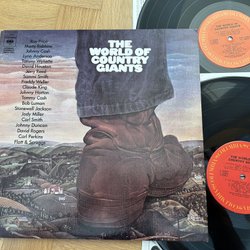 THE
WORLD OF
COUNTRY
GIANTS
Ray Price
Marty Robbins
Johnny Cash
Lynn Anderson
Tammy Wynette
David Houston
Jerry Reed
Sammi Smith
Freddy Weller
Claude King
Johnny Horton
Tommy Cash
Bob Luman
Stonewall Jackson
Jody Miller
Carl Smith
Johnny Duncan
David Rogers
Carl Perkins
Flatt & Scruggs